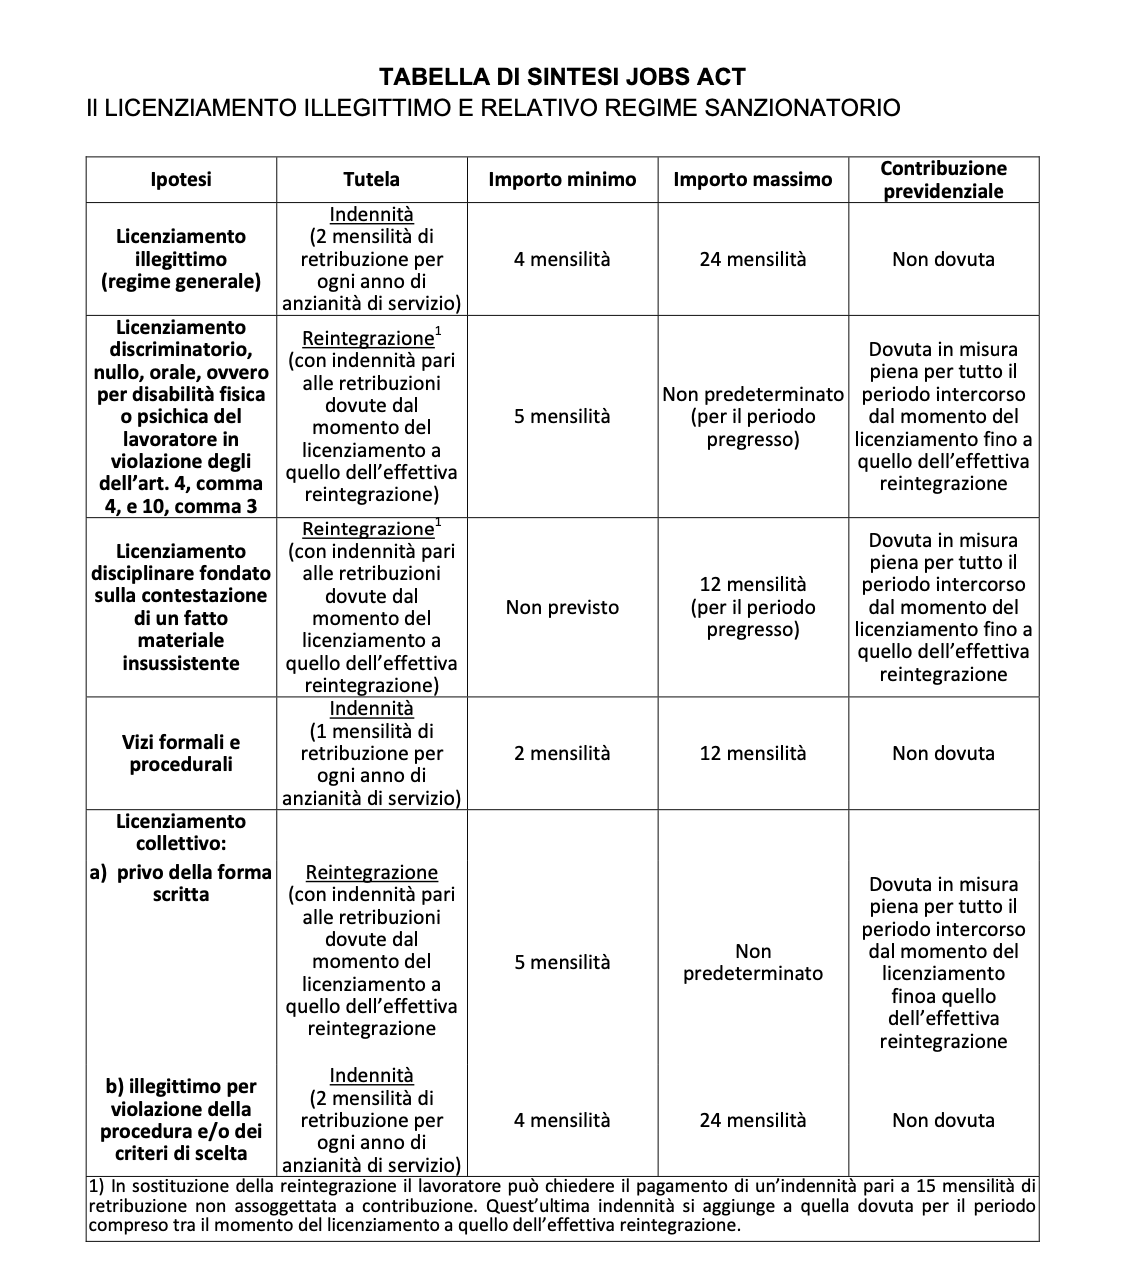 TABELLA DI SINTESI JOBS ACT
Il LICENZIAMENTO ILLEGITTIMO E RELATIVO REGIME SANZIONATORIO
Ipotesi
Tutela
Importo minimo
Importo massimo
Contribuzione
previdenziale
Licenziamento
illegittimo
(regime generale)
Indennità
(2 mensilità di
retribuzione per
ogni anno di
anzianità di servizio)
4 mensilità
24 mensilità
Non dovuta
Licenziamento
discriminatorio,
nullo, orale, ovvero
per disabilità fisica
o psichica del
lavoratore in
violazione degli
dell’art. 4, comma
4, e 10, comma 3
Reintegrazione1
(con indennità pari
alle retribuzioni
dovute dal
momento del
licenziamento a
quello dell’effettiva
reintegrazione)
5 mensilità
Non predeterminato
(per il periodo
pregresso)
Dovuta in misura
piena per tutto il
periodo intercorso
dal momento del
licenziamento fino a
quello dell’effettiva
reintegrazione
Licenziamento
disciplinare fondato
sulla contestazione
di un fatto
materiale
insussistente
Reintegrazione1
(con indennità pari
alle retribuzioni
dovute dal
momento del
licenziamento a
quello dell’effettiva
reintegrazione)
Non previsto
12 mensilità
(per il periodo
pregresso)
Dovuta in misura
piena per tutto il
periodo intercorso
dal momento del
licenziamento fino a
quello dell’effettiva
reintegrazione
Vizi formali e
procedurali
Indennità
(1 mensilità di
retribuzione per
ogni anno di
anzianità di servizio)
2 mensilità
12 mensilità
Non dovuta
Licenziamento
collettivo:
a) privo della forma
scritta
Reintegrazione
(con indennità pari
alle retribuzioni
dovute dal
momento del
licenziamento a
quello dell’effettiva
reintegrazione
5 mensilità
Non
predeterminato
Dovuta in misura
piena per tutto il
periodo intercorso
dal momento del
licenziamento
finoa quello
dell’effettiva
reintegrazione
b) illegittimo per
violazione della
procedura e/o dei
criteri di scelta
Indennità
(2 mensilità di
retribuzione per
ogni anno di
anzianità di servizio)
4 mensilità
24 mensilità
Non dovuta
1) In sostituzione della reintegrazione il lavoratore può chiedere il pagamento di un’indennità pari a 15 mensilità di
retribuzione non assoggettata a contribuzione. Quest’ultima indennità si aggiunge a quella dovuta per il periodo
compreso tra il momento del licenziamento a quello dell’effettiva reintegrazione.